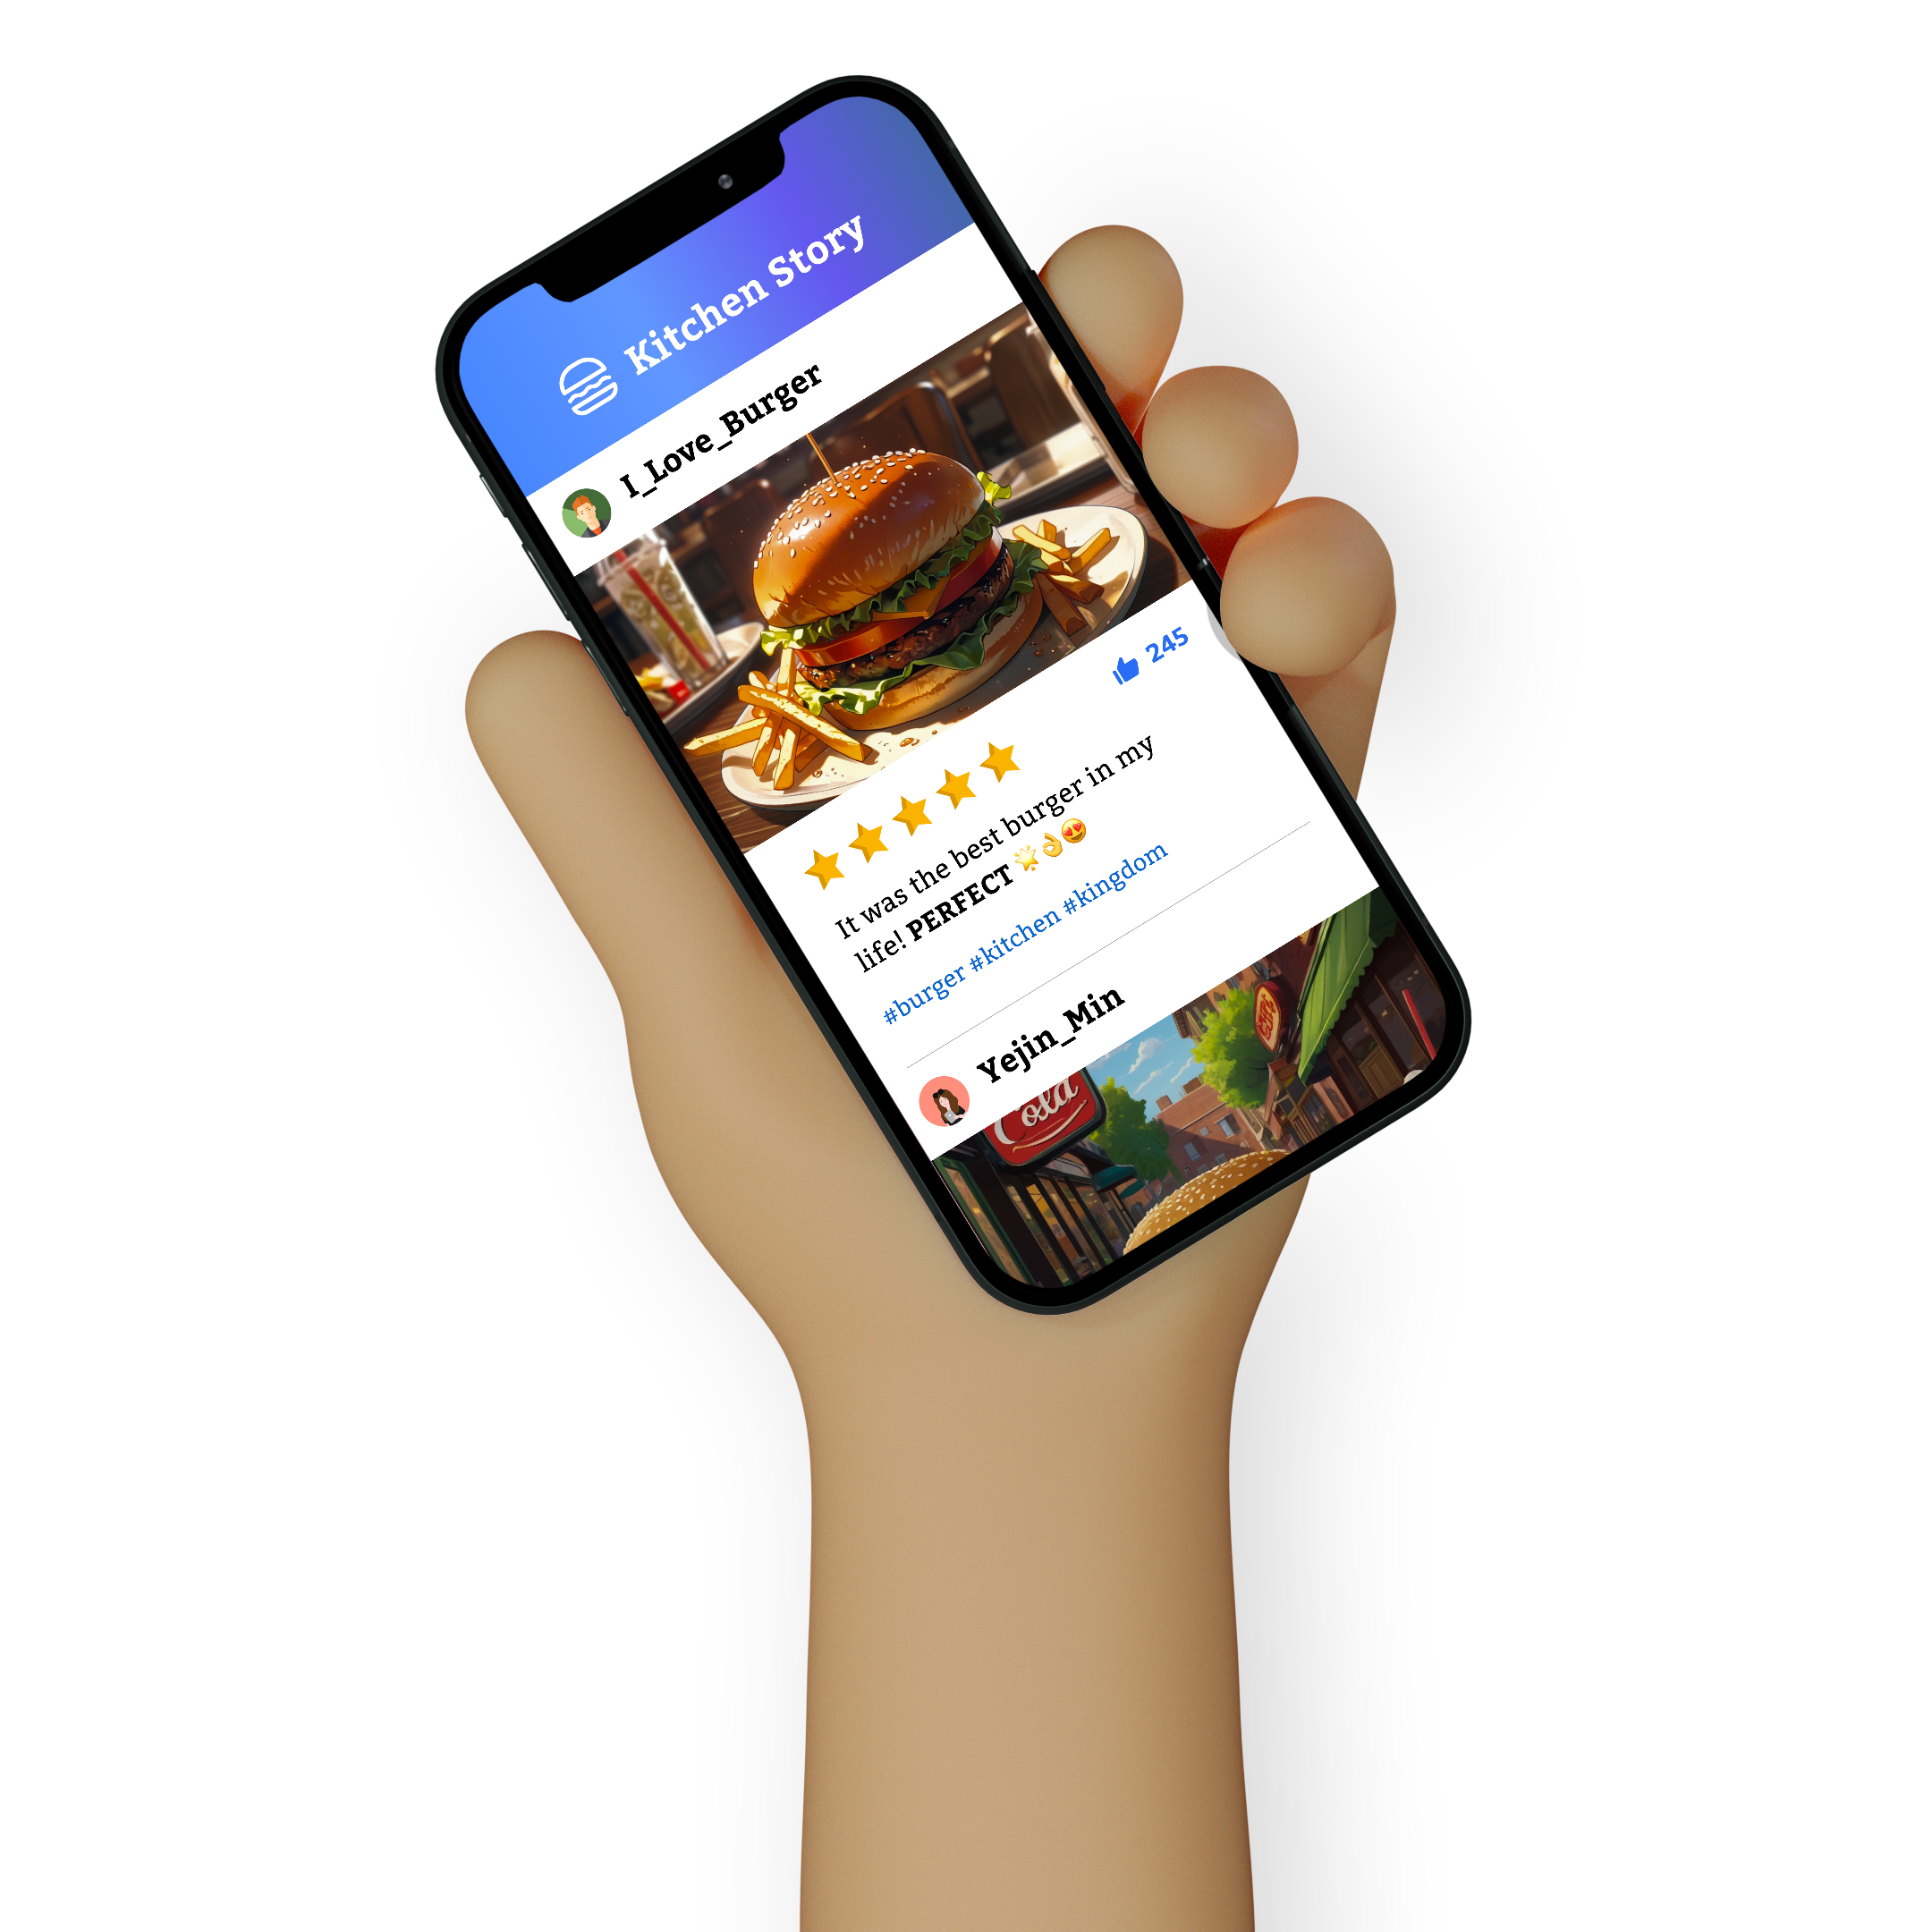 Kitchen Story
I_Love_Burger
245
It was the best burger in my
life! PERFECT 🌟👌😍
#burger #kitchen #kingdom
Yejin_Min
Cola